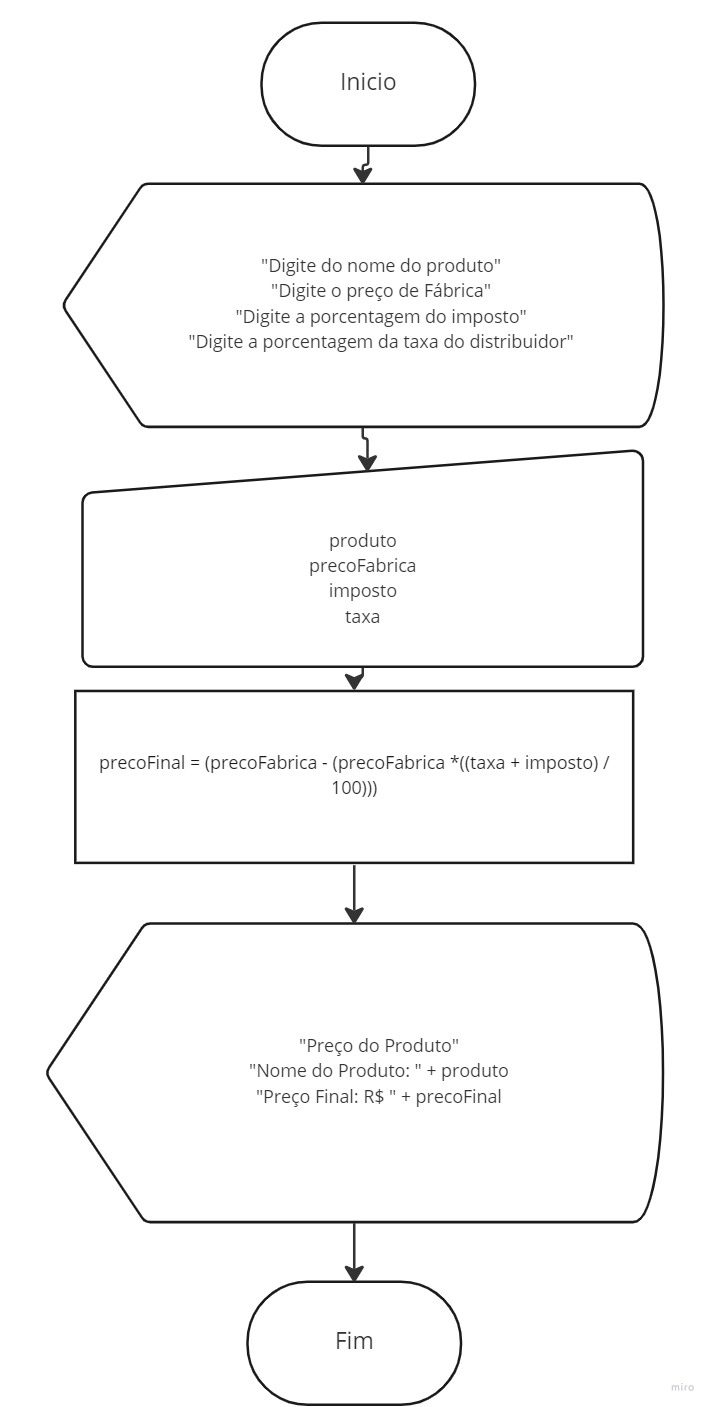 Inicio
"Digite do nome do produto"
"Digite o preço de Fábrica"
"Digite a porcentagem do imposto"
"Digite a porcentagem da taxa do distribuidor"
produto
precoFabrica
imposto
taxa
precoFinal = (precoFabrica - (precoFabrica *((taxa + imposto) /
100)))
"Preço do Produto"
"Nome do Produto: " + produto
"Preço Final: R$ " + precoFinal
Fim
miro